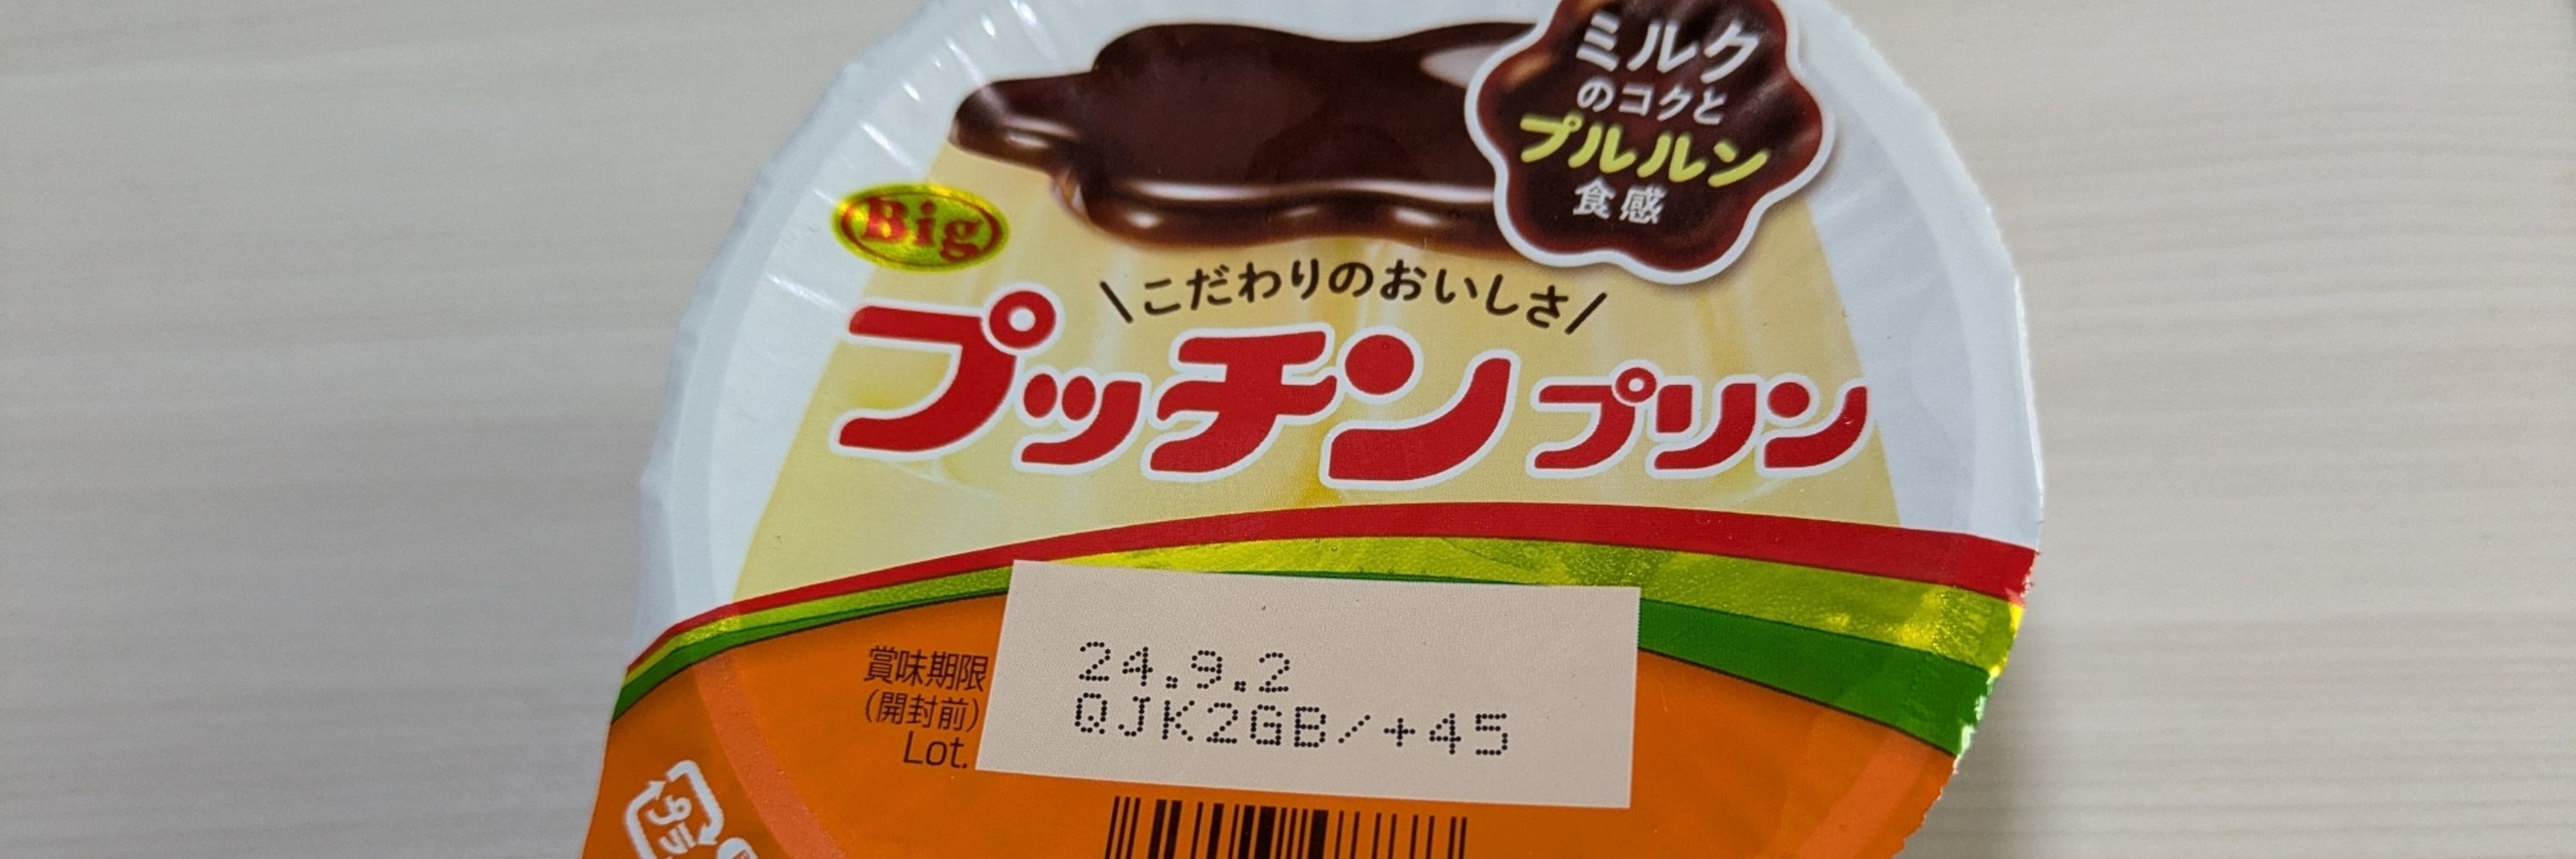 ミルク
のコクと
プルルン
食感
Big
\こだわりのおいしさ/
プッチンプリン
賞味期限
(開封前)
Lot.
24.9.2
QJK2GB/+45
プラ